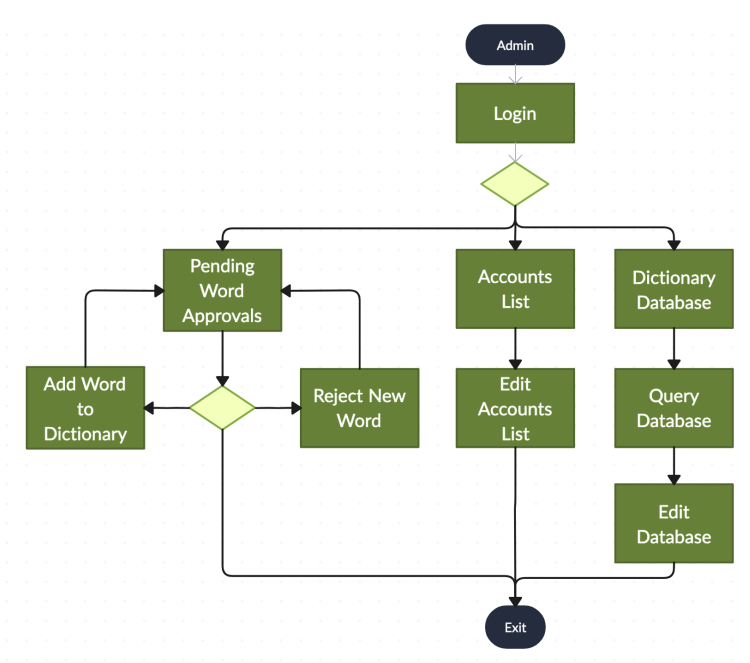 Admin
Login
Pending
Word
Approvals
Accounts
List
Dictionary
Database
Add Word
to
Dictionary
Reject New
Word
Edit
Accounts
List
Query
Database
Edit
Database
Exit